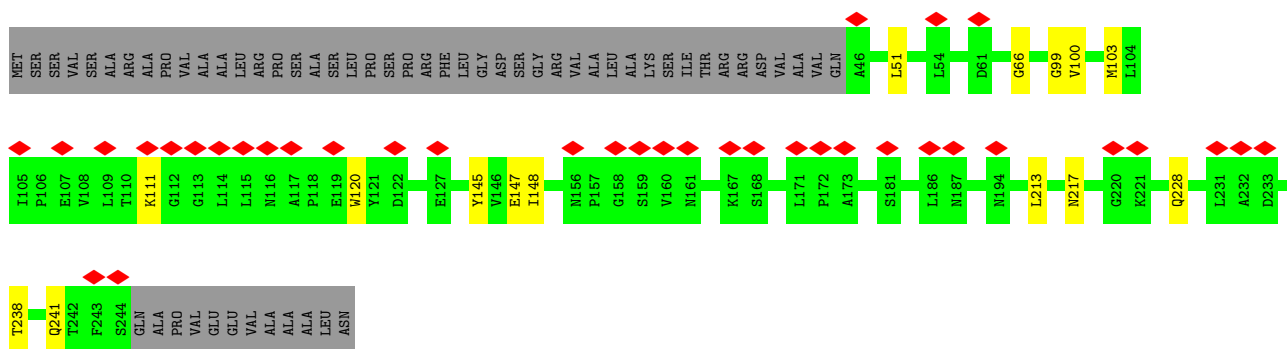 MET SER SER VAL SER ALA ARG ALA PRO VAL ALA ALA LEU ARG PRO SER ALA SER LEU PRO SER PRO ARG PHE LEU GLY ASP SER GLY ARG VAL ALA LEU ALA LYS SER ILE THR ARG ARG ASP VAL ALA VAL GLN A46 L51 L54 D61 G66 G99 V100 M103 L104
I105 P106 E107 V108 L109 T110 K111 G112 G113 L114 L115 N116 A117 P118 E119 W120 Y121 D122 E127 Y145 V146 E147 I148 N156 P157 G158 S159 V160 N161 K167 S168 L171 P172 A173 S181 L186 N187 N194 L213 N217 G220 K221 Q228 L231 A232 D233
T238 Q241 T242 F243 S244 GLN ALA PRO VAL GLU GLU VAL ALA ALA ALA LEU ASN